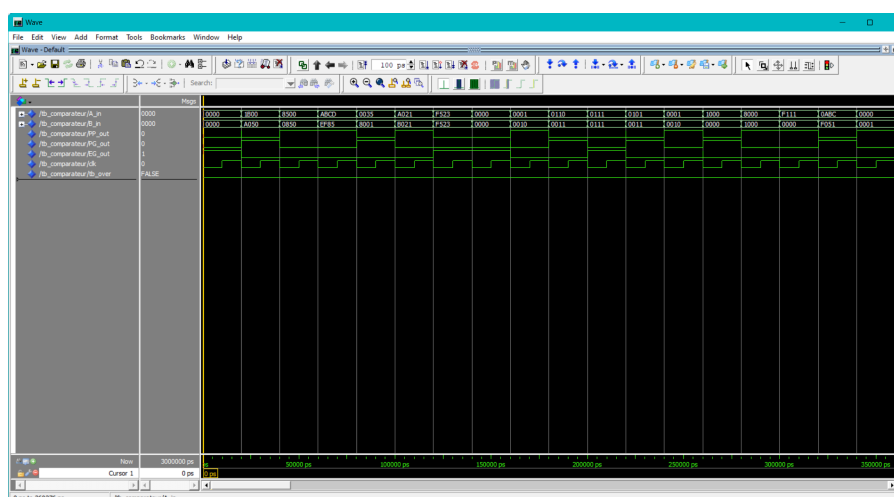 Wave
File Edit View Add Format Tools Bookmarks Window Help
Wave - Default
100 ps
Search:
Msgs
/tb_comparateur/A_in 0000 0000 1B00 8500 ABCD 0035 A021 F523 0000 0001 0110 0111 0101 0001 1000 8000 F111 0ABC 0000
/tb_comparateur/B_in 0000 0000 A050 0850 EF85 8001 B021 F523 0000 0010 0011 0111 0011 0010 0000 1000 0000 F051 0001
/tb_comparateur/PP_out 0
/tb_comparateur/PG_out 0
/tb_comparateur/EG_out 1
/tb_comparateur/clk 0
/tb_comparateur/tb_over FALSE
Now 3000000 ps
50000 ps 100000 ps 150000 ps 200000 ps 250000 ps 300000 ps 350000 ps
Cursor 1 0 ps 0 ps